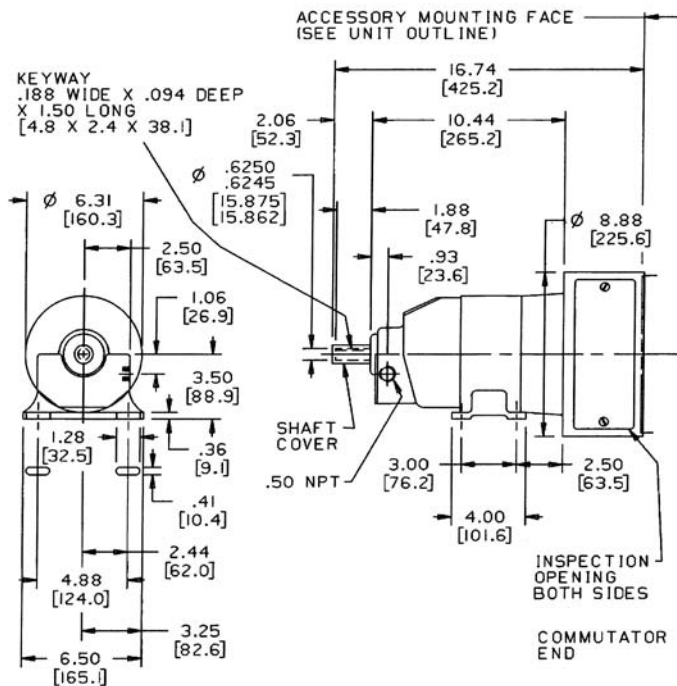 ACCESSORY MOUNTING FACE
(SEE UNIT OUTLINE)
KEYWAY
.188 WIDE X .094 DEEP
X 1.50 LONG
[4.8 X 2.4 X 38.1]
16.74
[425.2]
2.06
[52.3]
10.44
[265.2]
Ø .6250
.6245
[15.875]
[15.862]
Ø 6.31
[160.3]
1.88
[47.8]
Ø 8.88
[225.6]
2.50
[63.5]
.93
[23.6]
1.06
[26.9]
3.50
[88.9]
SHAFT
COVER
1.28
[32.5]
.36
[9.1]
.50 NPT
3.00
[76.2]
2.50
[63.5]
.41
[10.4]
4.00
[101.6]
2.44
[62.0]
4.88
[124.0]
INSPECTION
OPENING
BOTH SIDES
3.25
[82.6]
6.50
[165.1]
COMMUTATOR
END